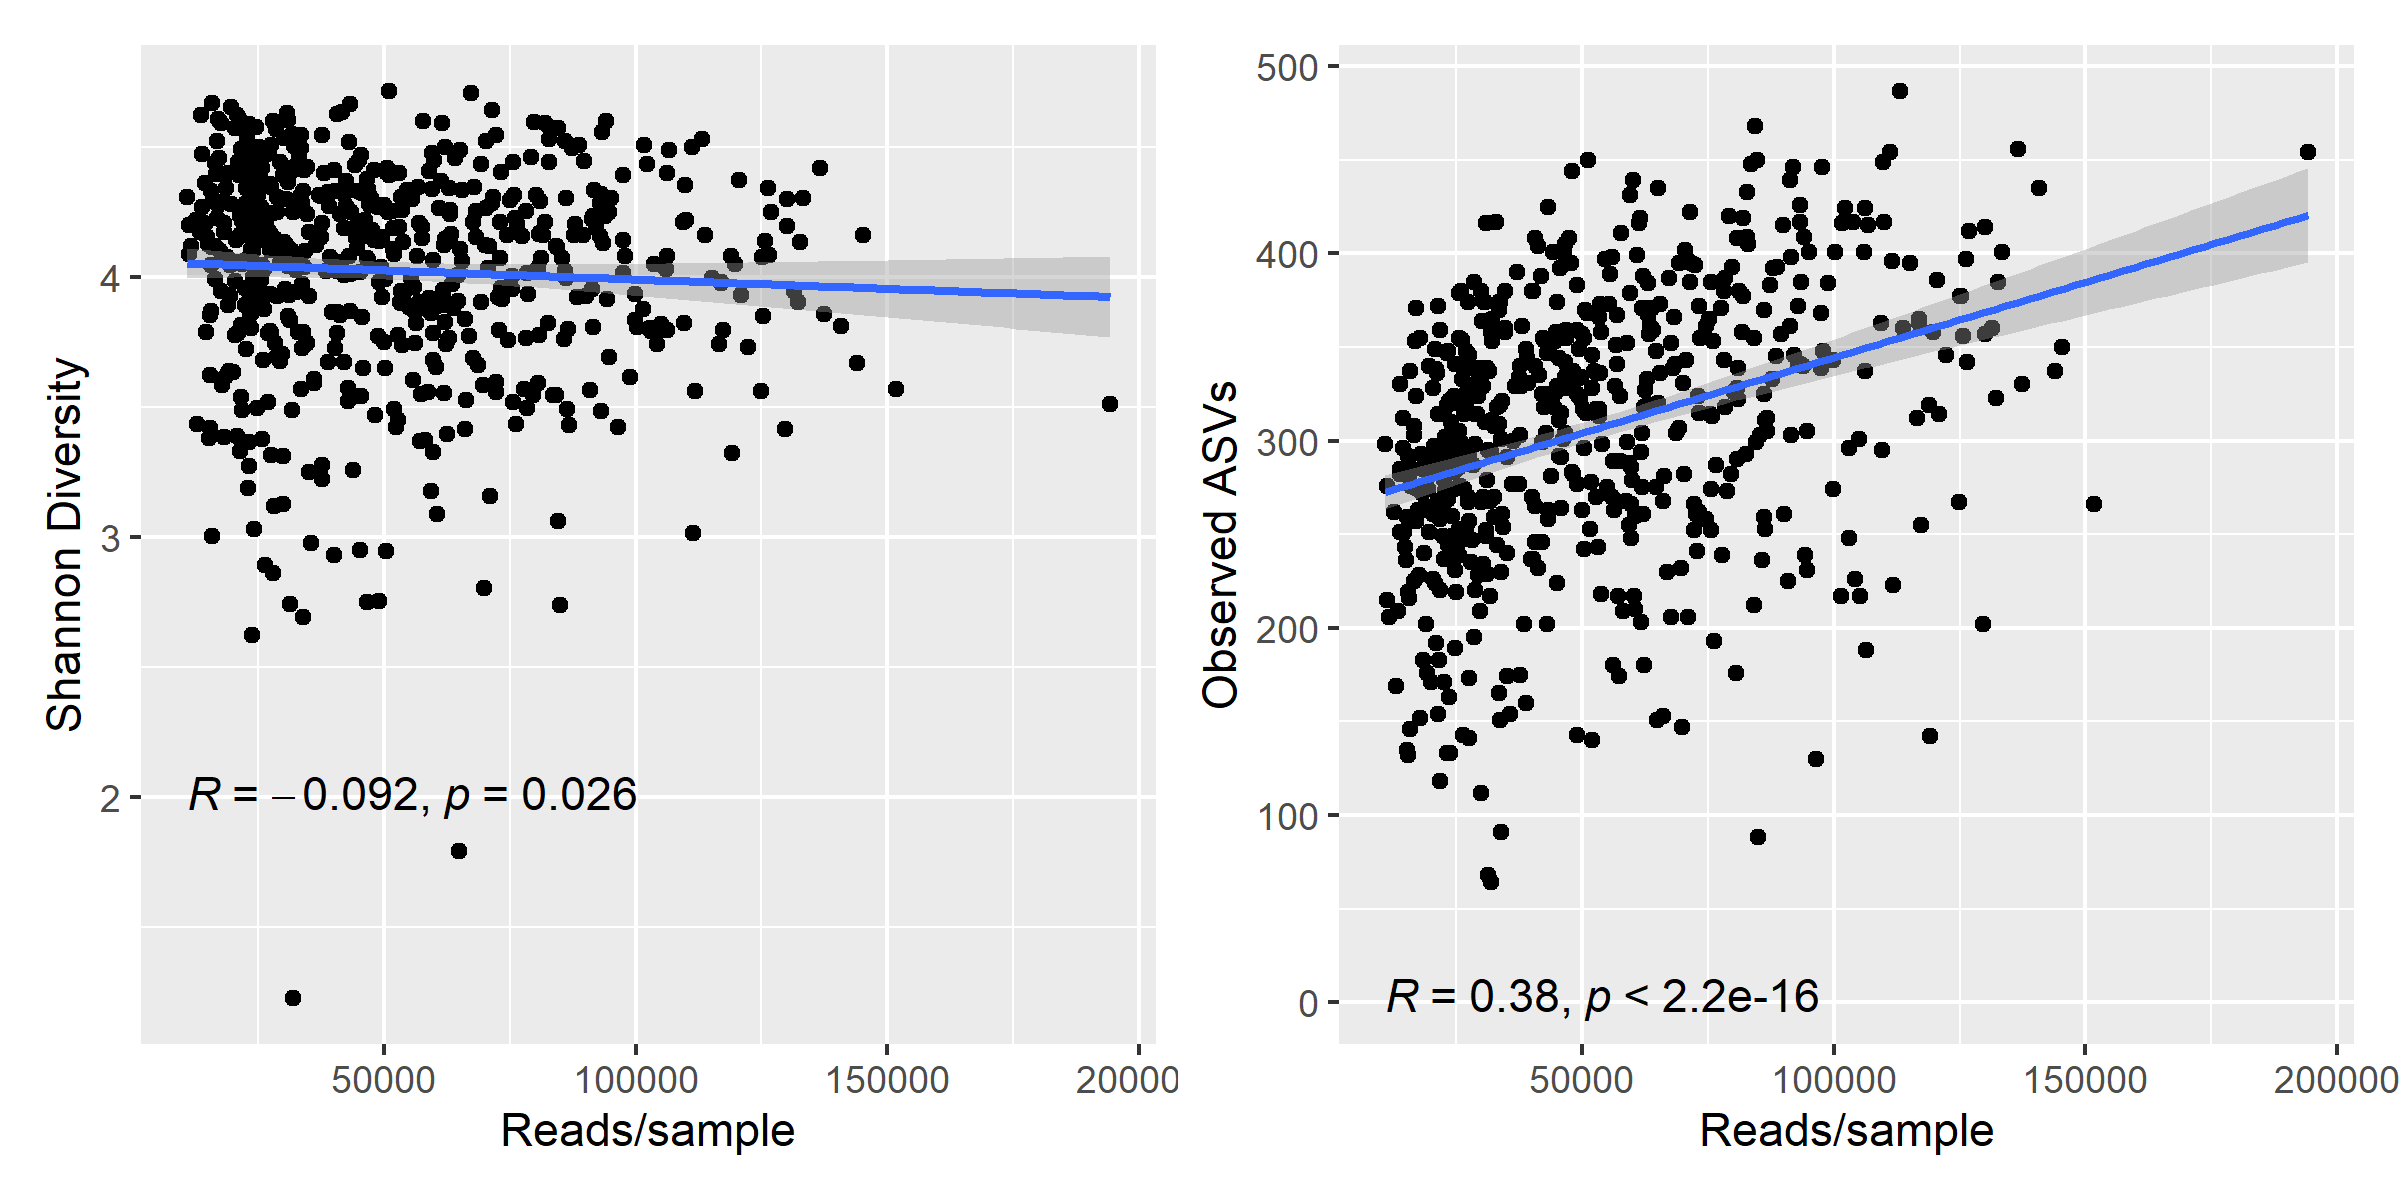 Shannon Diversity
4
3
2
R = −0.092, p = 0.026
50000
100000
150000
20000
Reads/sample
Observed ASVs
500
400
300
200
100
0
R = 0.38, p < 2.2e-16
50000
100000
150000
200000
Reads/sample